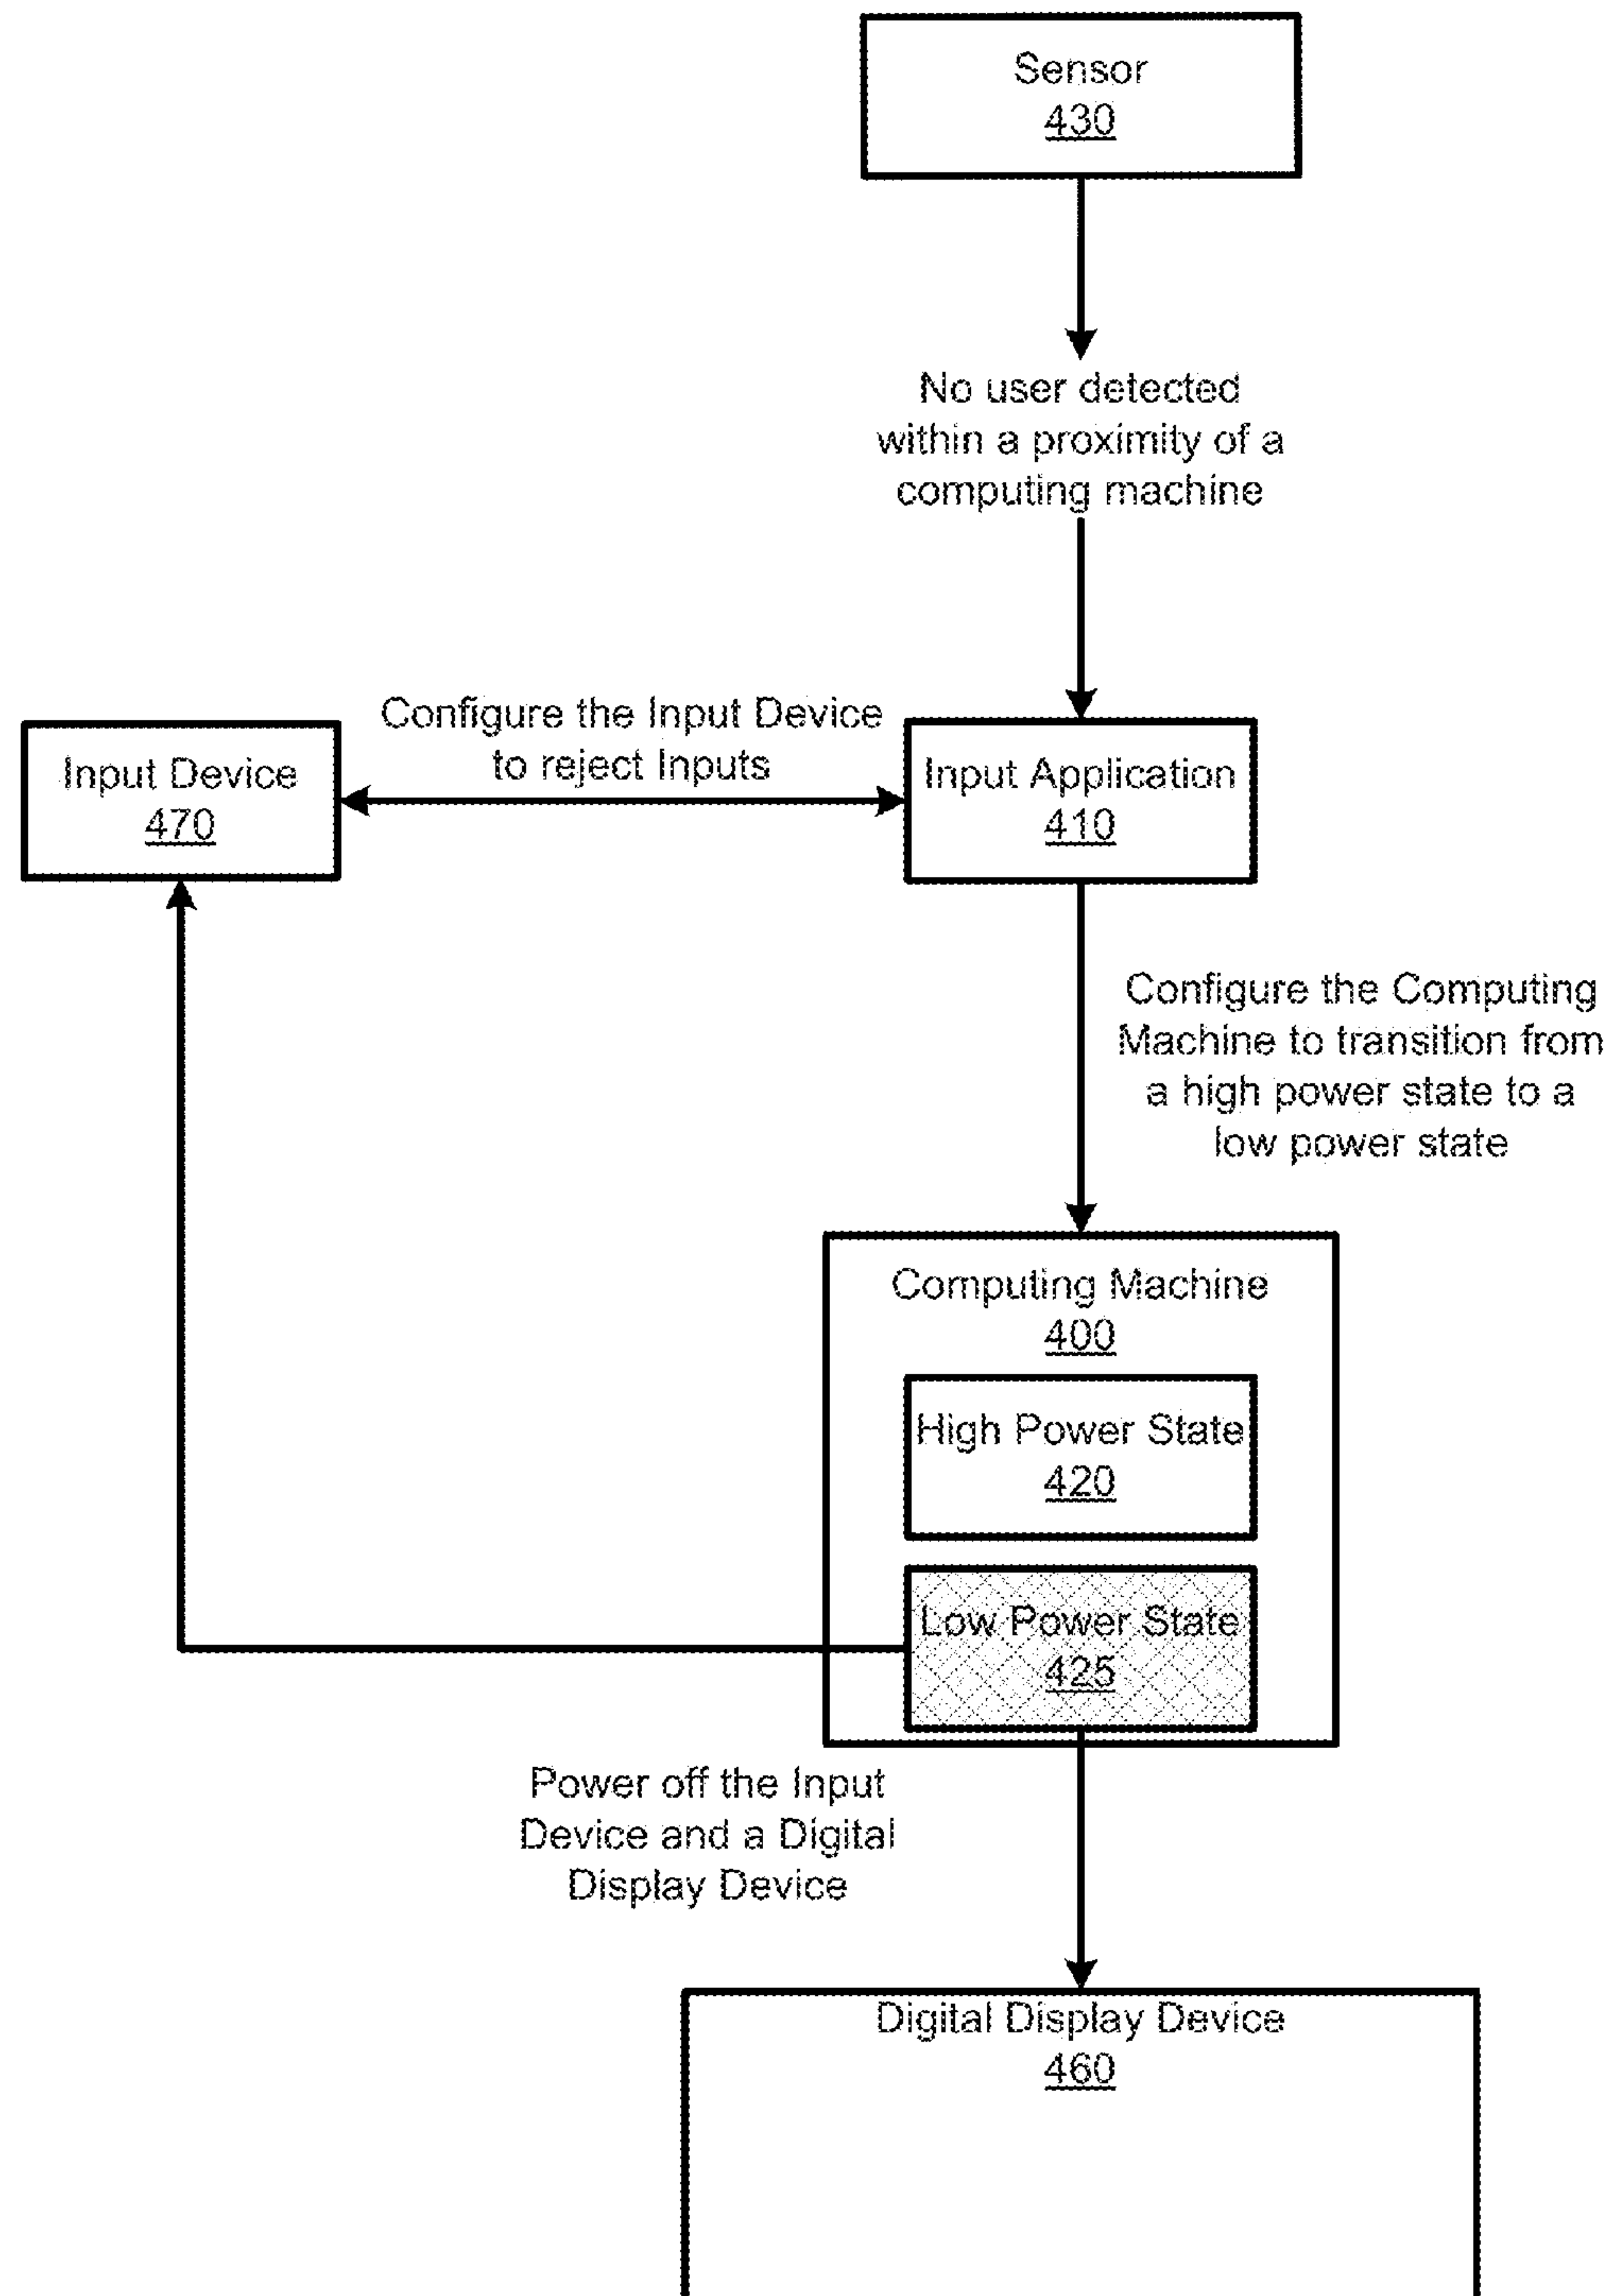 Sensor
430
No user detected
within a proximity of a
computing machine
Configure the Input Device
to reject Inputs
Input Device
470
Input Application
410
Configure the Computing
Machine to transition from
a high power state to a
low power state
Computing Machine
400
High Power State
420
Low Power State
425
Power off the Input
Device and a Digital
Display Device
Digital Display Device
460